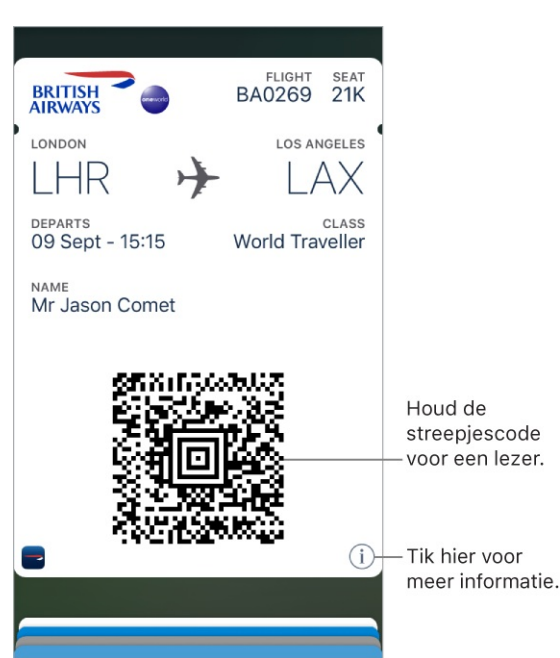 BRITISH
AIRWAYS
oneworld
FLIGHT SEAT
BA0269 21K
LONDON LOS ANGELES
LHR LAX
DEPARTS CLASS
09 Sept - 15:15 World Traveller
NAME
Mr Jason Comet
Houd de
streepjescode
voor een lezer.
i
Tik hier voor
meer informatie.